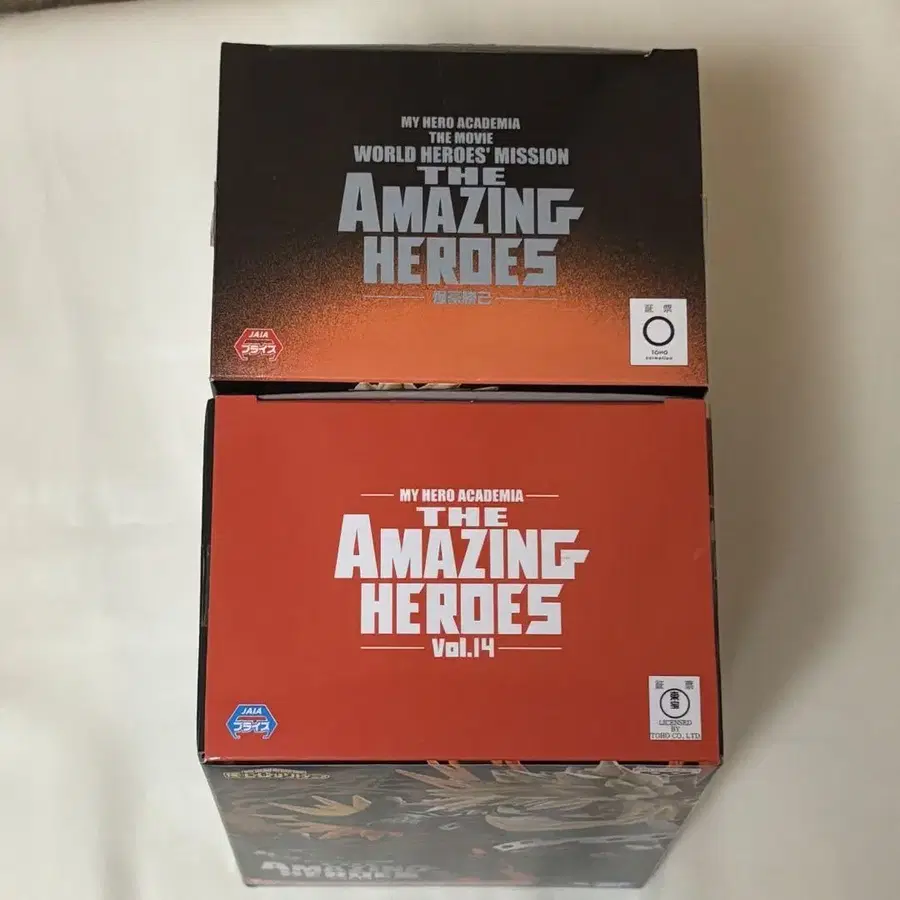 MY HERO ACADEMIA
THE MOVIE
WORLD HEROES' MISSION
THE
AMAZING
HEROES
爆豪勝己
JAIA
プライズ
証 票
TOHO
animation
MY HERO ACADEMIA
THE
AMAZING
HEROES
Vol.14
JAIA
プライズ
証 票
東宝
LICENSED
BY
TOHO CO., LTD.
AMAZING
HEROES